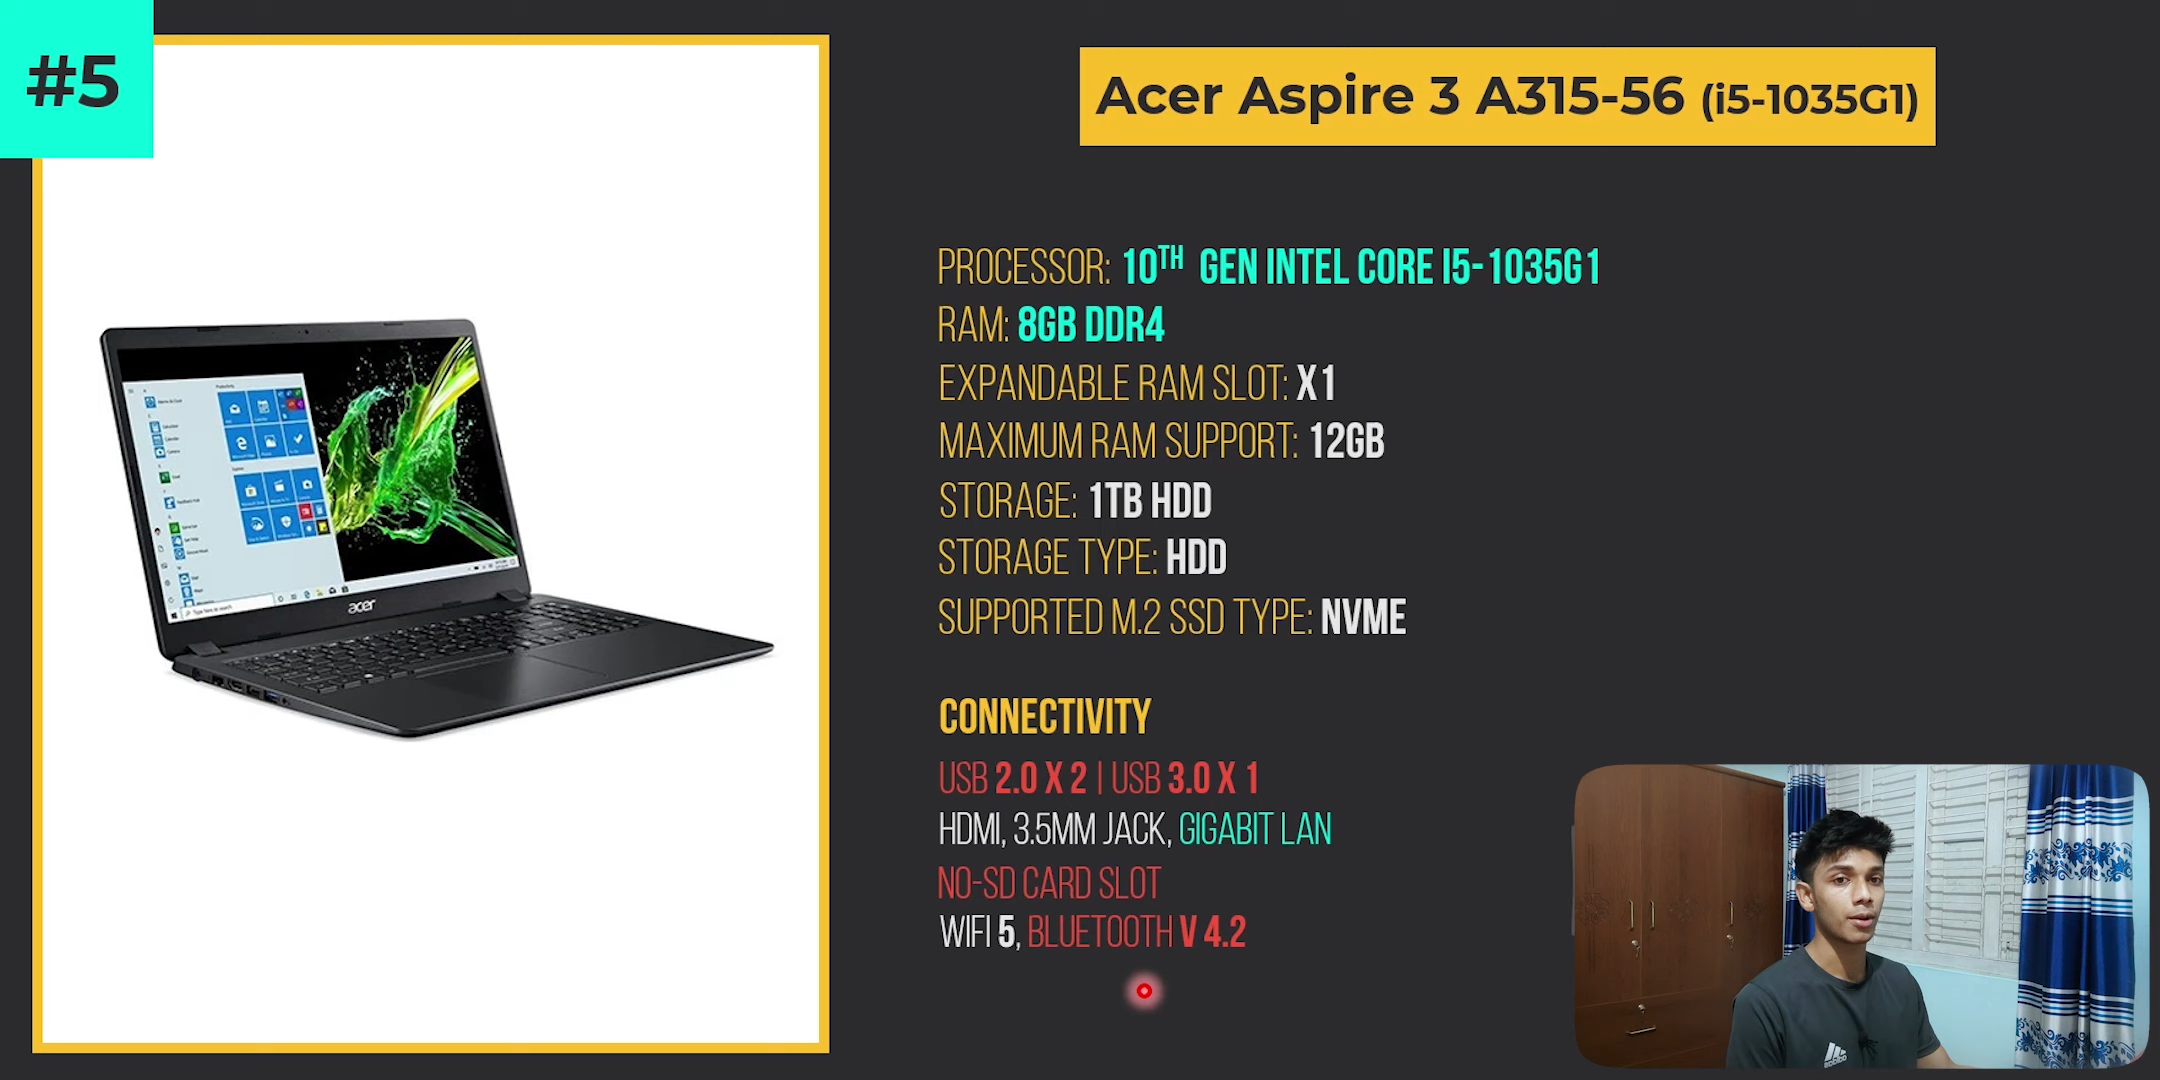 #5
Acer Aspire 3 A315-56 (i5-1035G1)
PROCESSOR: 10TH GEN INTEL CORE I5-1035G1
RAM: 8GB DDR4
EXPANDABLE RAM SLOT: X1
MAXIMUM RAM SUPPORT: 12GB
STORAGE: 1TB HDD
STORAGE TYPE: HDD
SUPPORTED M.2 SSD TYPE: NVME
acer
CONNECTIVITY
USB 2.0 X 2 | USB 3.0 X 1
HDMI, 3.5MM JACK, GIGABIT LAN
NO-SD CARD SLOT
WIFI 5, BLUETOOTH V 4.2